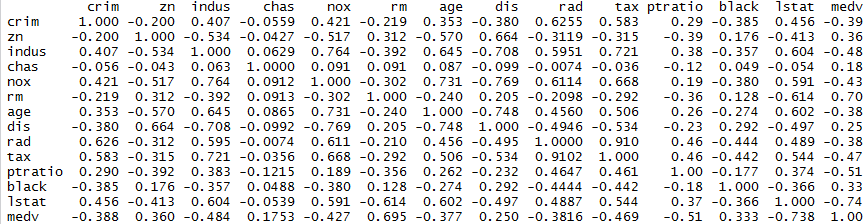 crim zn indus chas nox rm age dis rad tax ptratio black lstat medv
crim 1.000 -0.200 0.407 -0.0559 0.421 -0.219 0.353 -0.380 0.6255 0.583 0.29 -0.385 0.456 -0.39
zn -0.200 1.000 -0.534 -0.0427 -0.517 0.312 -0.570 0.664 -0.3119 -0.315 -0.39 0.176 -0.413 0.36
indus 0.407 -0.534 1.000 0.0629 0.764 -0.392 0.645 -0.708 0.5951 0.721 0.38 -0.357 0.604 -0.48
chas -0.056 -0.043 0.063 1.0000 0.091 0.091 0.087 -0.099 -0.0074 -0.036 -0.12 0.049 -0.054 0.18
nox 0.421 -0.517 0.764 0.0912 1.000 -0.302 0.731 -0.769 0.6114 0.668 0.19 -0.380 0.591 -0.43
rm -0.219 0.312 -0.392 0.0913 -0.302 1.000 -0.240 0.205 -0.2098 -0.292 -0.36 0.128 -0.614 0.70
age 0.353 -0.570 0.645 0.0865 0.731 -0.240 1.000 -0.748 0.4560 0.506 0.26 -0.274 0.602 -0.38
dis -0.380 0.664 -0.708 -0.0992 -0.769 0.205 -0.748 1.000 -0.4946 -0.534 -0.23 0.292 -0.497 0.25
rad 0.626 -0.312 0.595 -0.0074 0.611 -0.210 0.456 -0.495 1.0000 0.910 0.46 -0.444 0.489 -0.38
tax 0.583 -0.315 0.721 -0.0356 0.668 -0.292 0.506 -0.534 0.9102 1.000 0.46 -0.442 0.544 -0.47
ptratio 0.290 -0.392 0.383 -0.1215 0.189 -0.356 0.262 -0.232 0.4647 0.461 1.00 -0.177 0.374 -0.51
black -0.385 0.176 -0.357 0.0488 -0.380 0.128 -0.274 0.292 -0.4444 -0.442 -0.18 1.000 -0.366 0.33
lstat 0.456 -0.413 0.604 -0.0539 0.591 -0.614 0.602 -0.497 0.4887 0.544 0.37 -0.366 1.000 -0.74
medv -0.388 0.360 -0.484 0.1753 -0.427 0.695 -0.377 0.250 -0.3816 -0.469 -0.51 0.333 -0.738 1.00